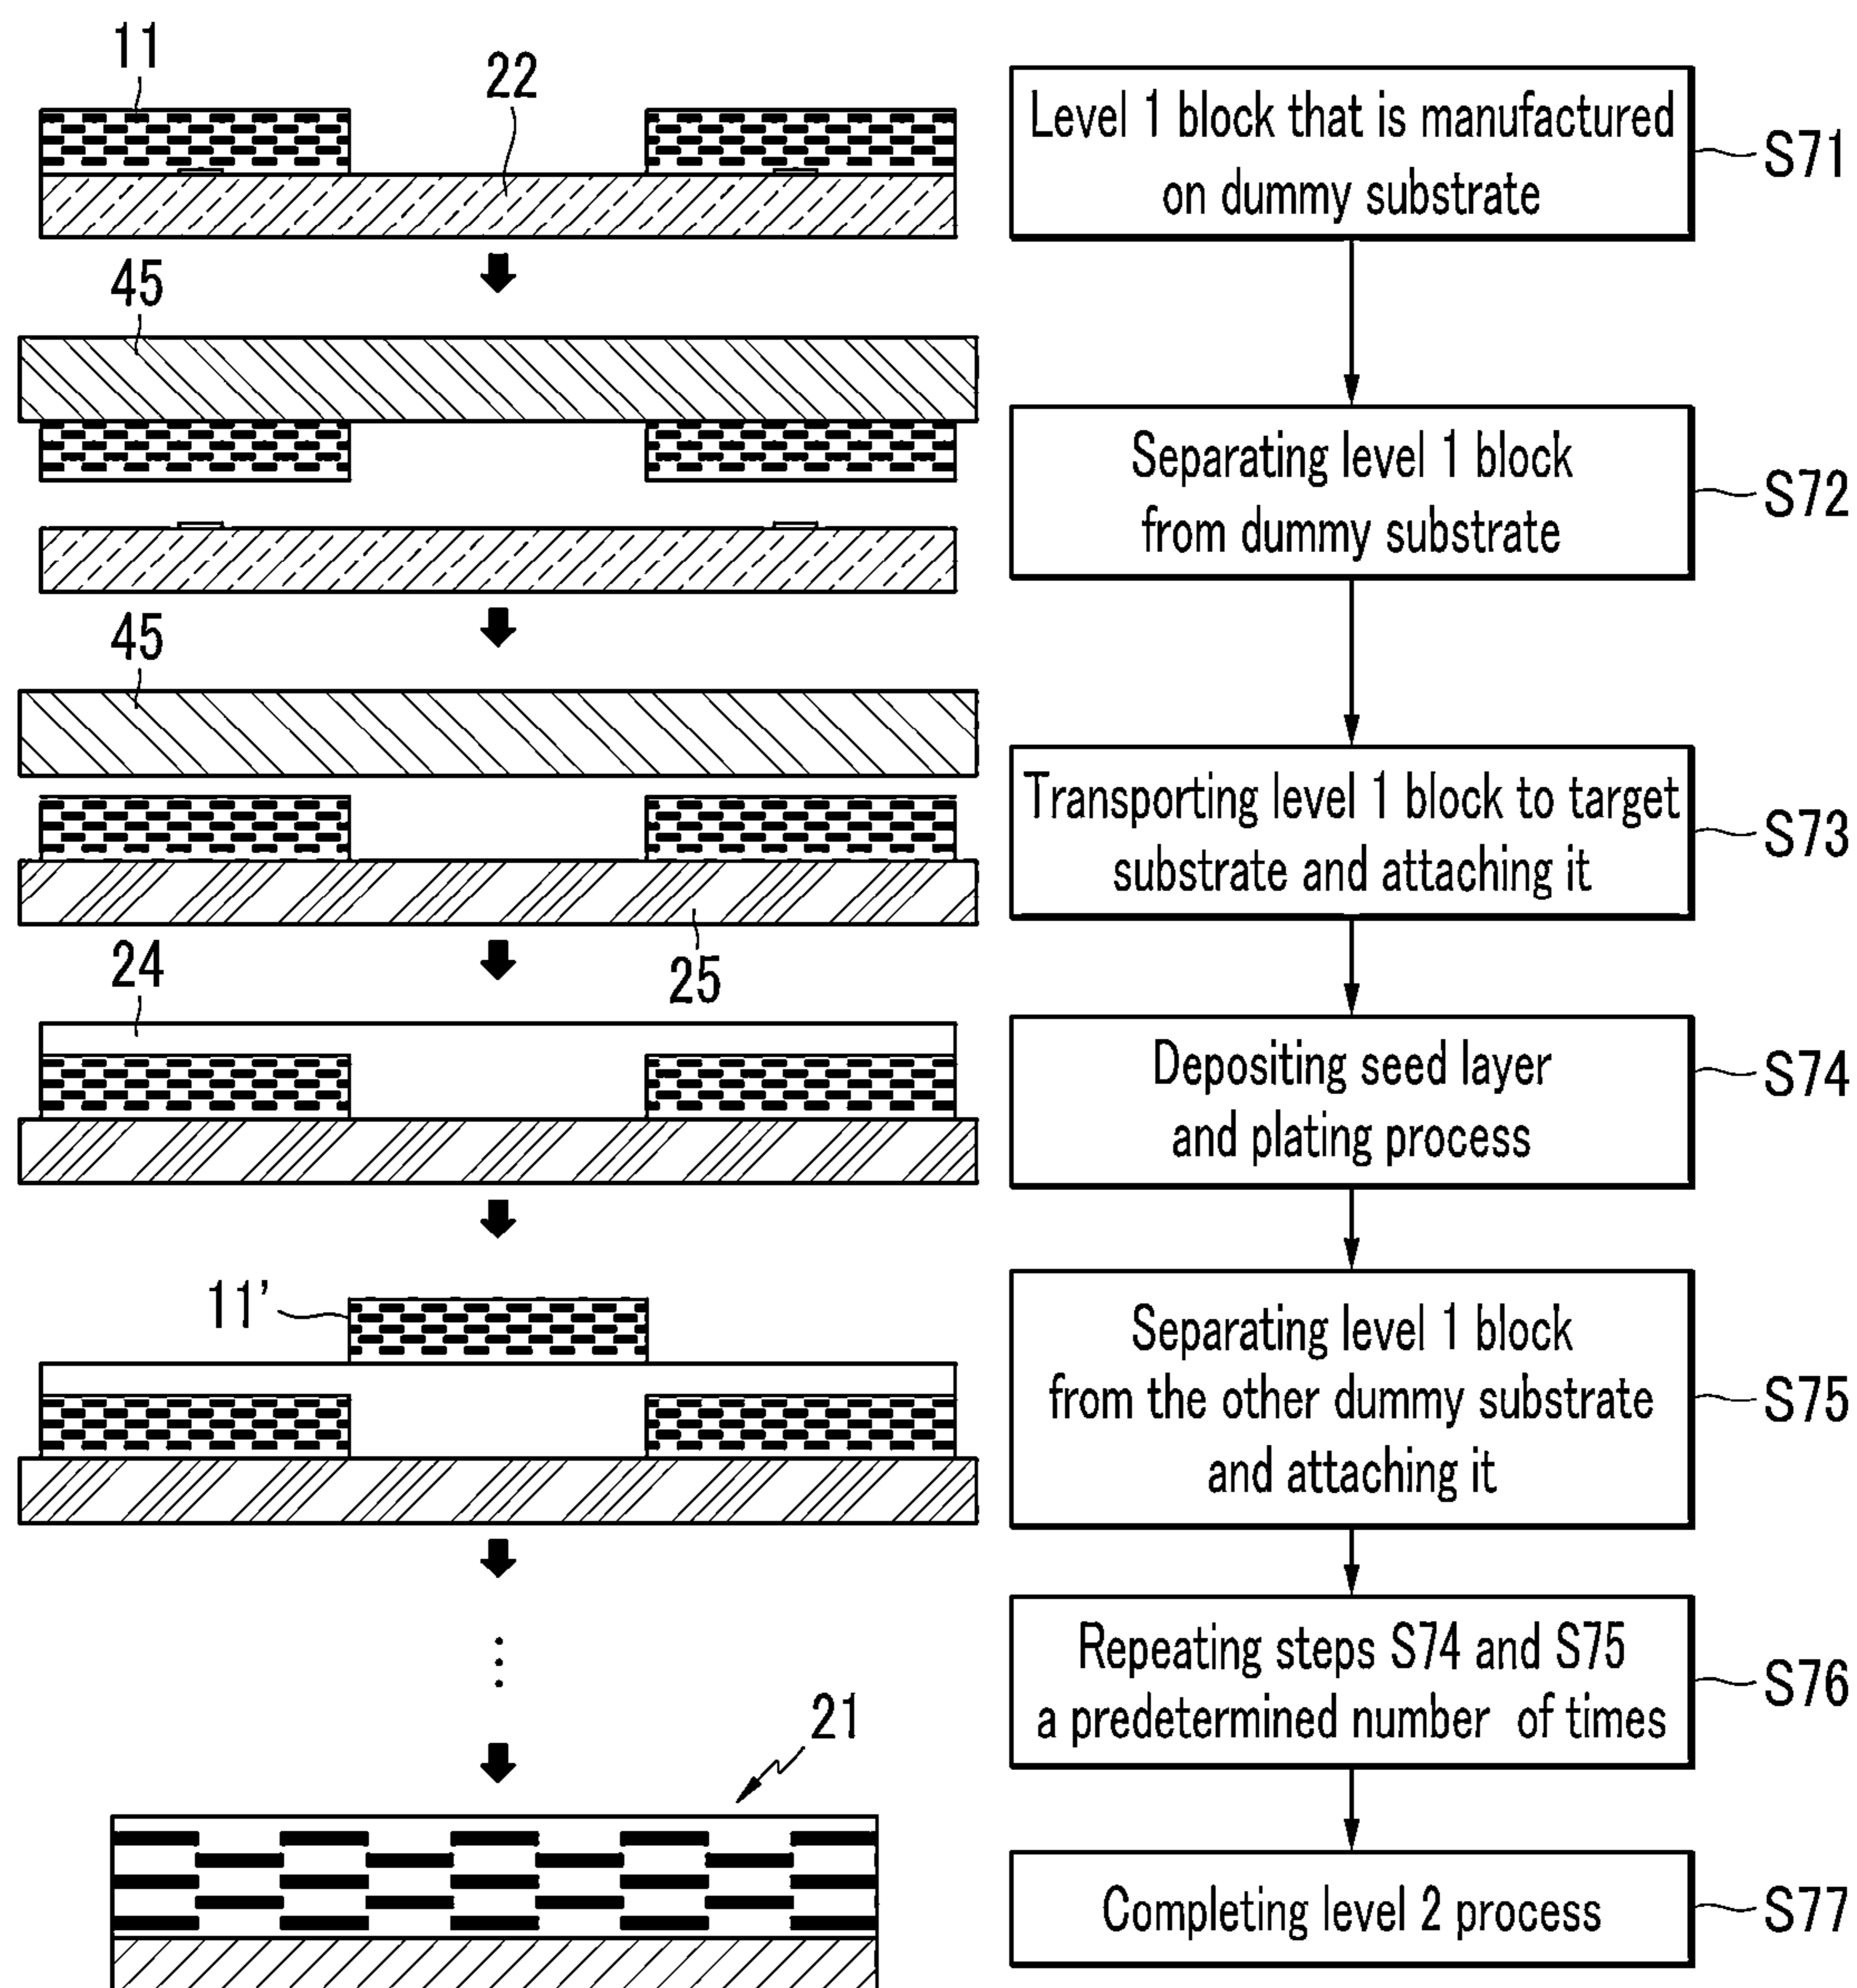 11
22
Level 1 block that is manufactured
on dummy substrate
S71
45
Separating level 1 block
from dummy substrate
S72
45
Transporting level 1 block to target
substrate and attaching it
S73
25
24
Depositing seed layer
and plating process
S74
11'
Separating level 1 block
from the other dummy substrate
and attaching it
S75
Repeating steps S74 and S75
a predetermined number of times
S76
21
Completing level 2 process
S77